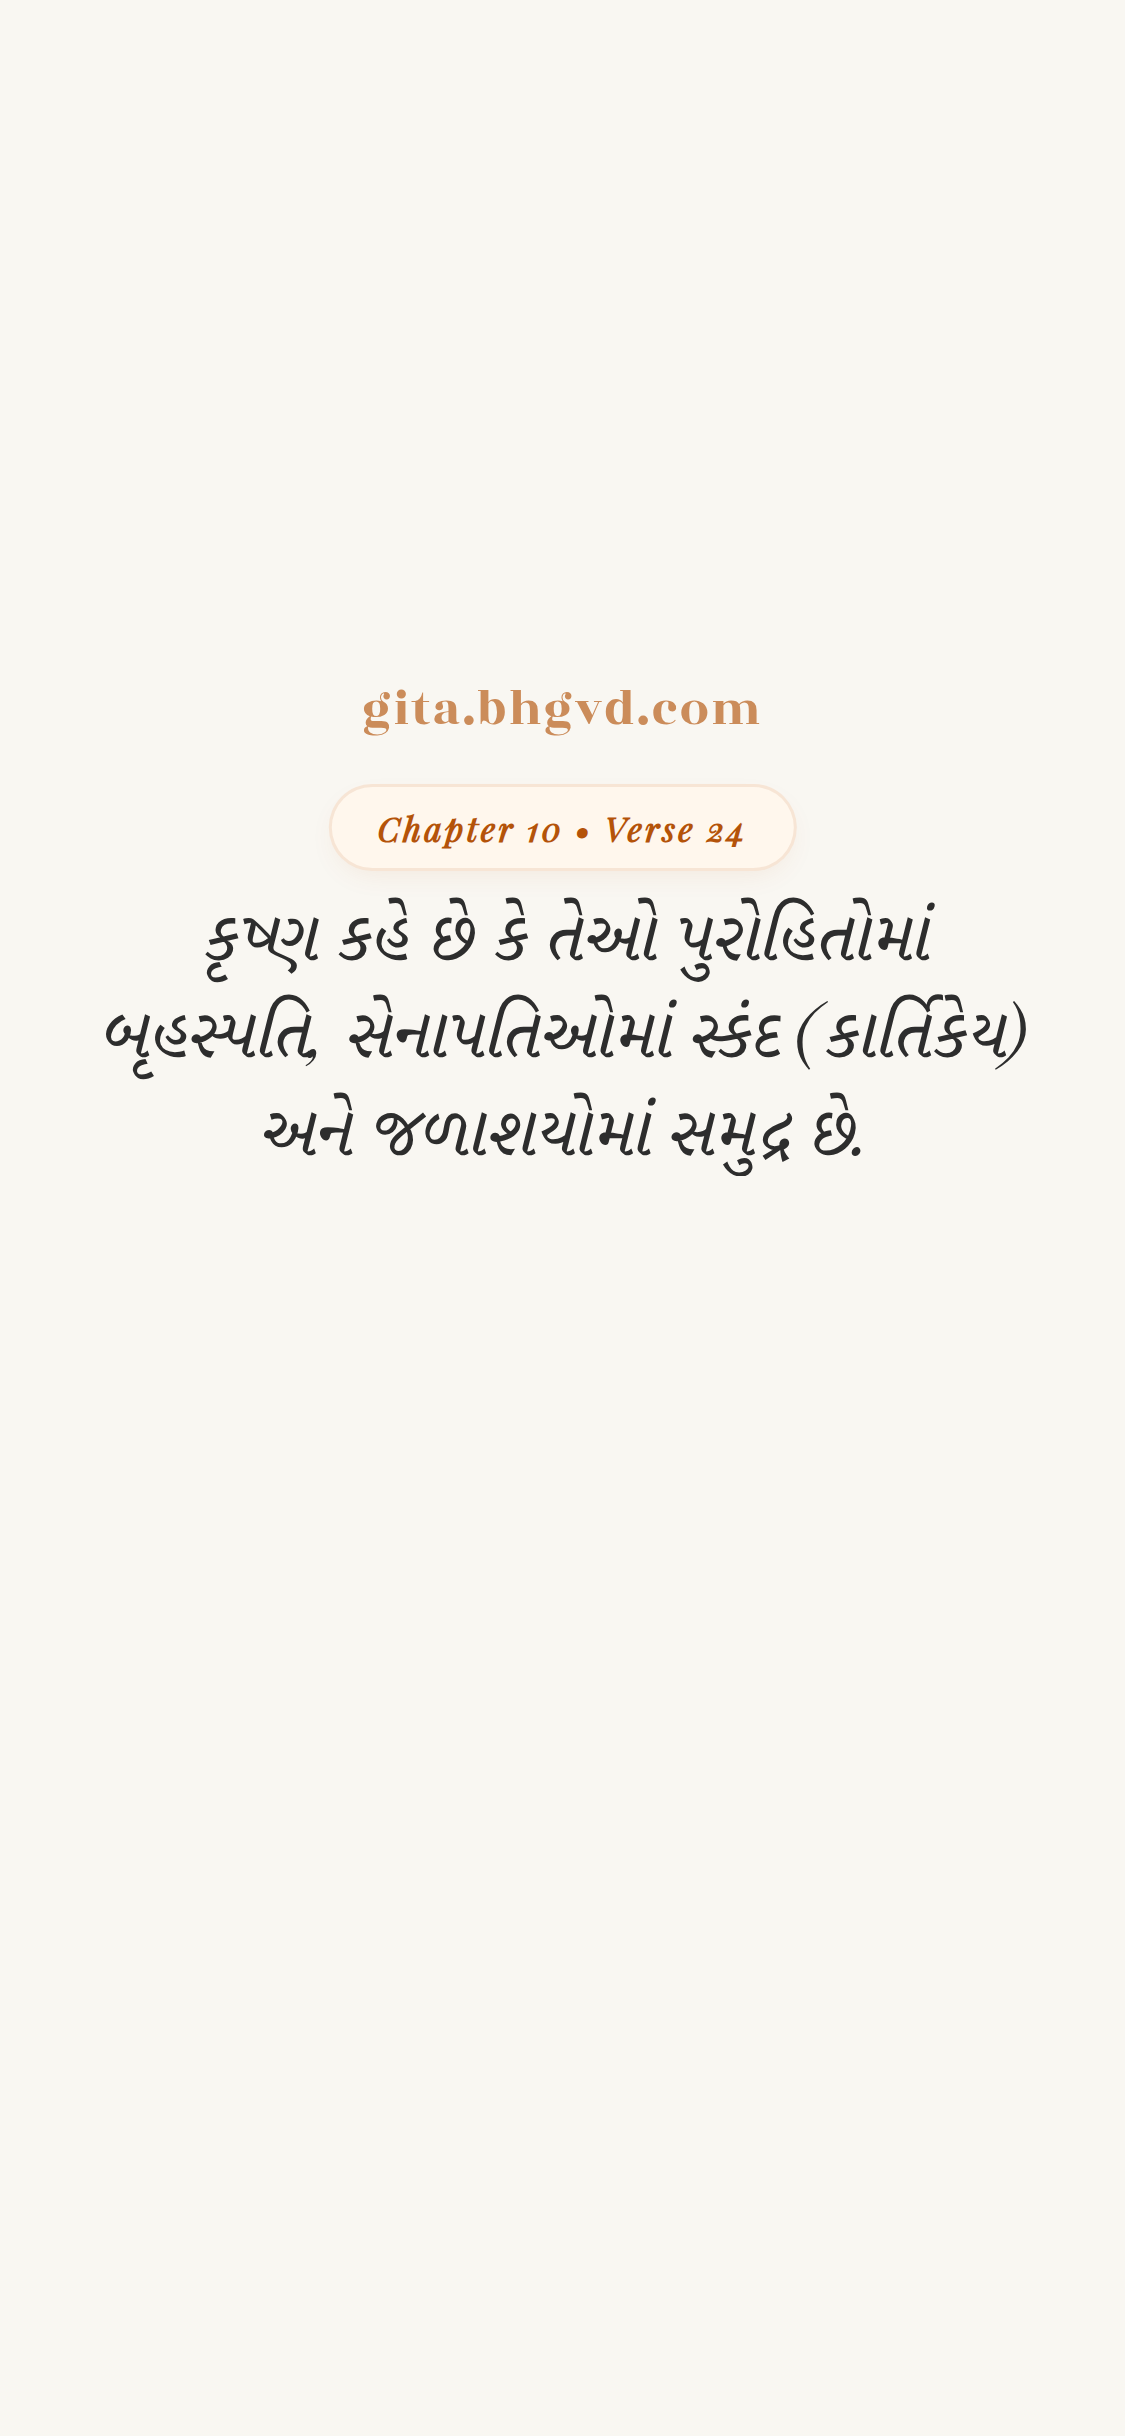 gita.bhgvd.com
Chapter 10 • Verse 24
કૃષ્ણ કહે છે કે તેઓ પુરોહિતોમાં
બૃહસ્પતિ, સેનાપતિઓમાં સ્કંદ (કાર્તિકેય)
અને જળાશયોમાં સમુદ્ર છે.